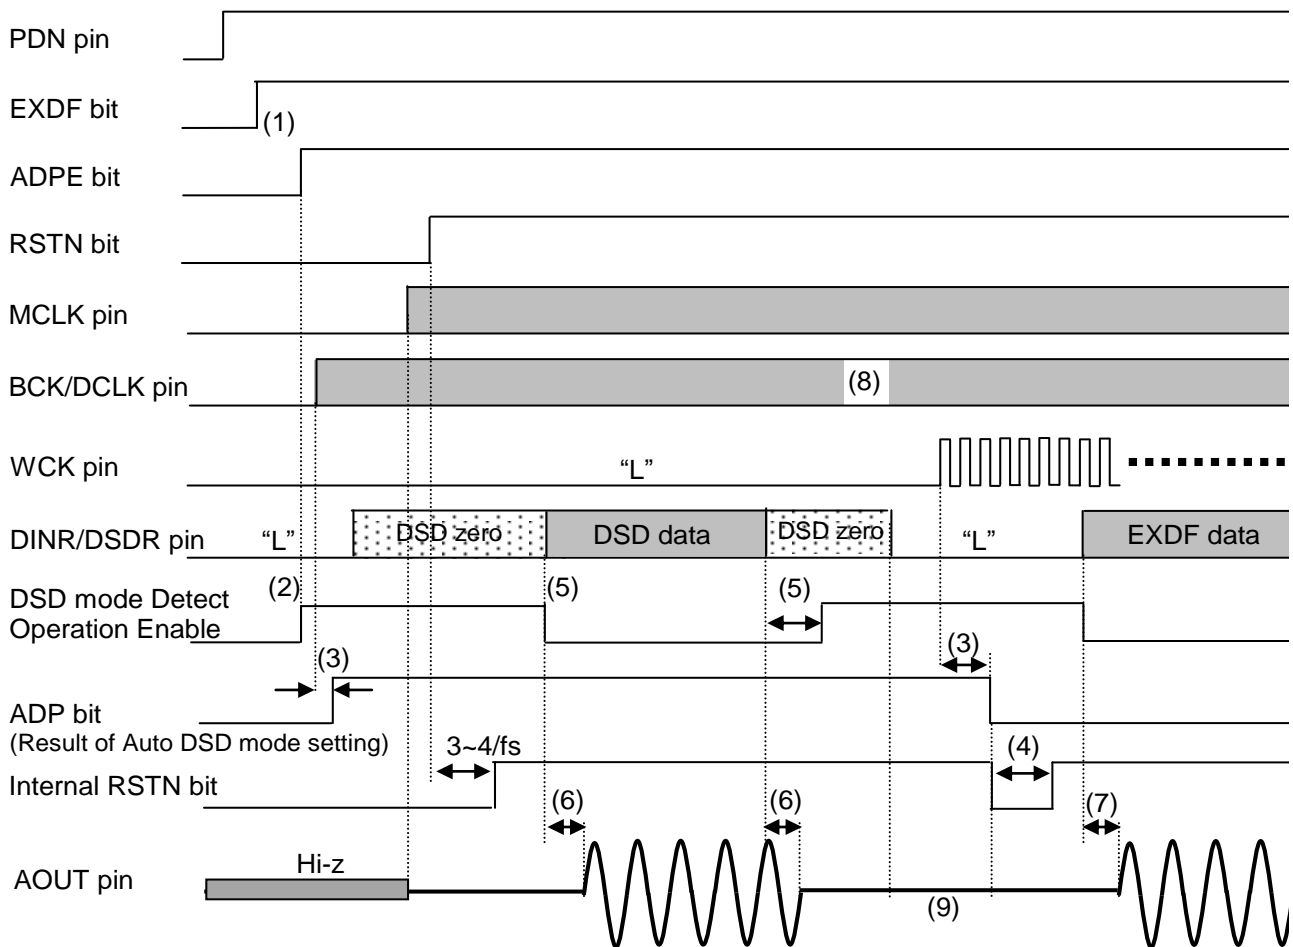 PDN pin
EXDF bit
(1)
ADPE bit
RSTN bit
MCLK pin
BCK/DCLK pin
(8)
WCK pin
“L”
DINR/DSDR pin
“L”
DSD zero
DSD data
DSD zero
“L”
EXDF data
(2)
(5)
(5)
DSD mode Detect
Operation Enable
(3)
(3)
ADP bit
(Result of Auto DSD mode setting)
3~4/fs
(4)
Internal RSTN bit
(6)
(6)
(7)
Hi-z
AOUT pin
(9)